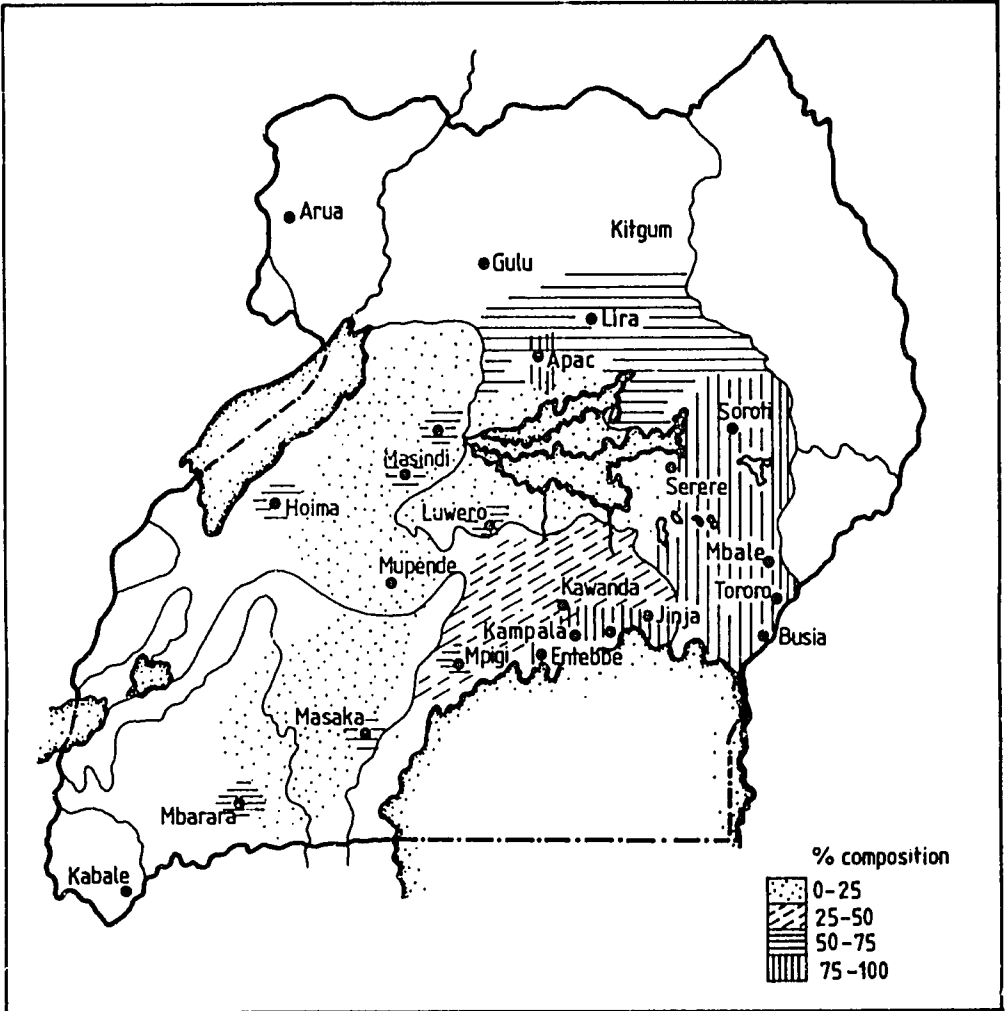 Arua
Kitgum
Gulu
Lira
Apac
Soroti
Masindi
Serere
Hoima
Luwero
Mbale
Mupende
Kawanda
Tororo
Jinja
Kampala
Busia
Mpigi
Entebbe
Masaka
Mbarara
Kabale
% composition
0-25
25-50
50-75
75-100